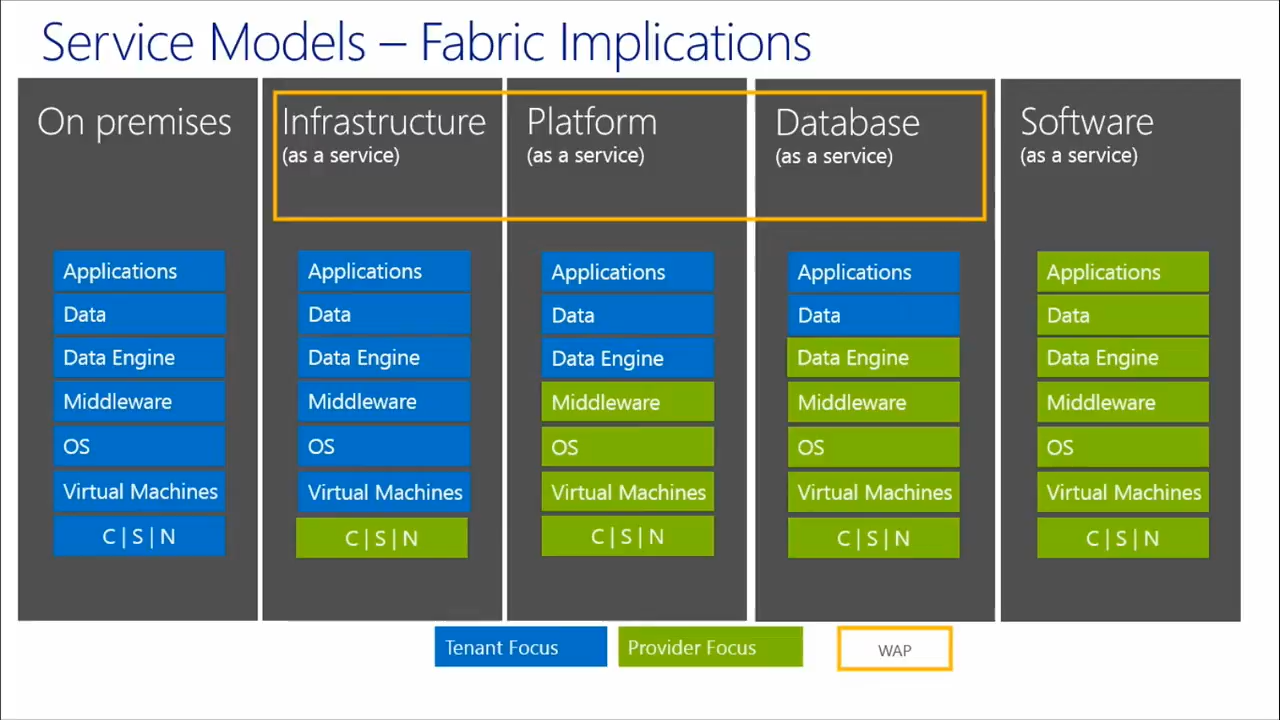 Service Models – Fabric Implications
On premises
Applications
Data
Data Engine
Middleware
OS
Virtual Machines
C | S | N
Infrastructure
(as a service)
Applications
Data
Data Engine
Middleware
OS
Virtual Machines
C | S | N
Platform
(as a service)
Applications
Data
Data Engine
Middleware
OS
Virtual Machines
C | S | N
Database
(as a service)
Applications
Data
Data Engine
Middleware
OS
Virtual Machines
C | S | N
Software
(as a service)
Applications
Data
Data Engine
Middleware
OS
Virtual Machines
C | S | N
Tenant Focus
Provider Focus
WAP